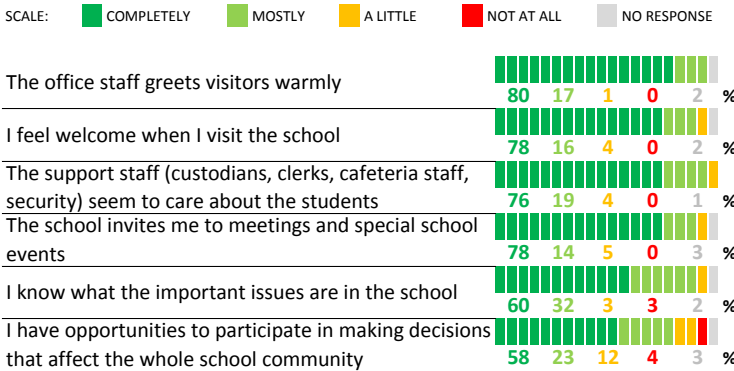 SCALE: COMPLETELY MOSTLY A LITTLE NOT AT ALL NO RESPONSE
The office staff greets visitors warmly
80 17 1 0 2 %
I feel welcome when I visit the school
78 16 4 0 2 %
The support staff (custodians, clerks, cafeteria staff,
security) seem to care about the students
76 19 4 0 1 %
The school invites me to meetings and special school
events
78 14 5 0 3 %
I know what the important issues are in the school
60 32 3 3 2 %
I have opportunities to participate in making decisions
that affect the whole school community
58 23 12 4 3 %